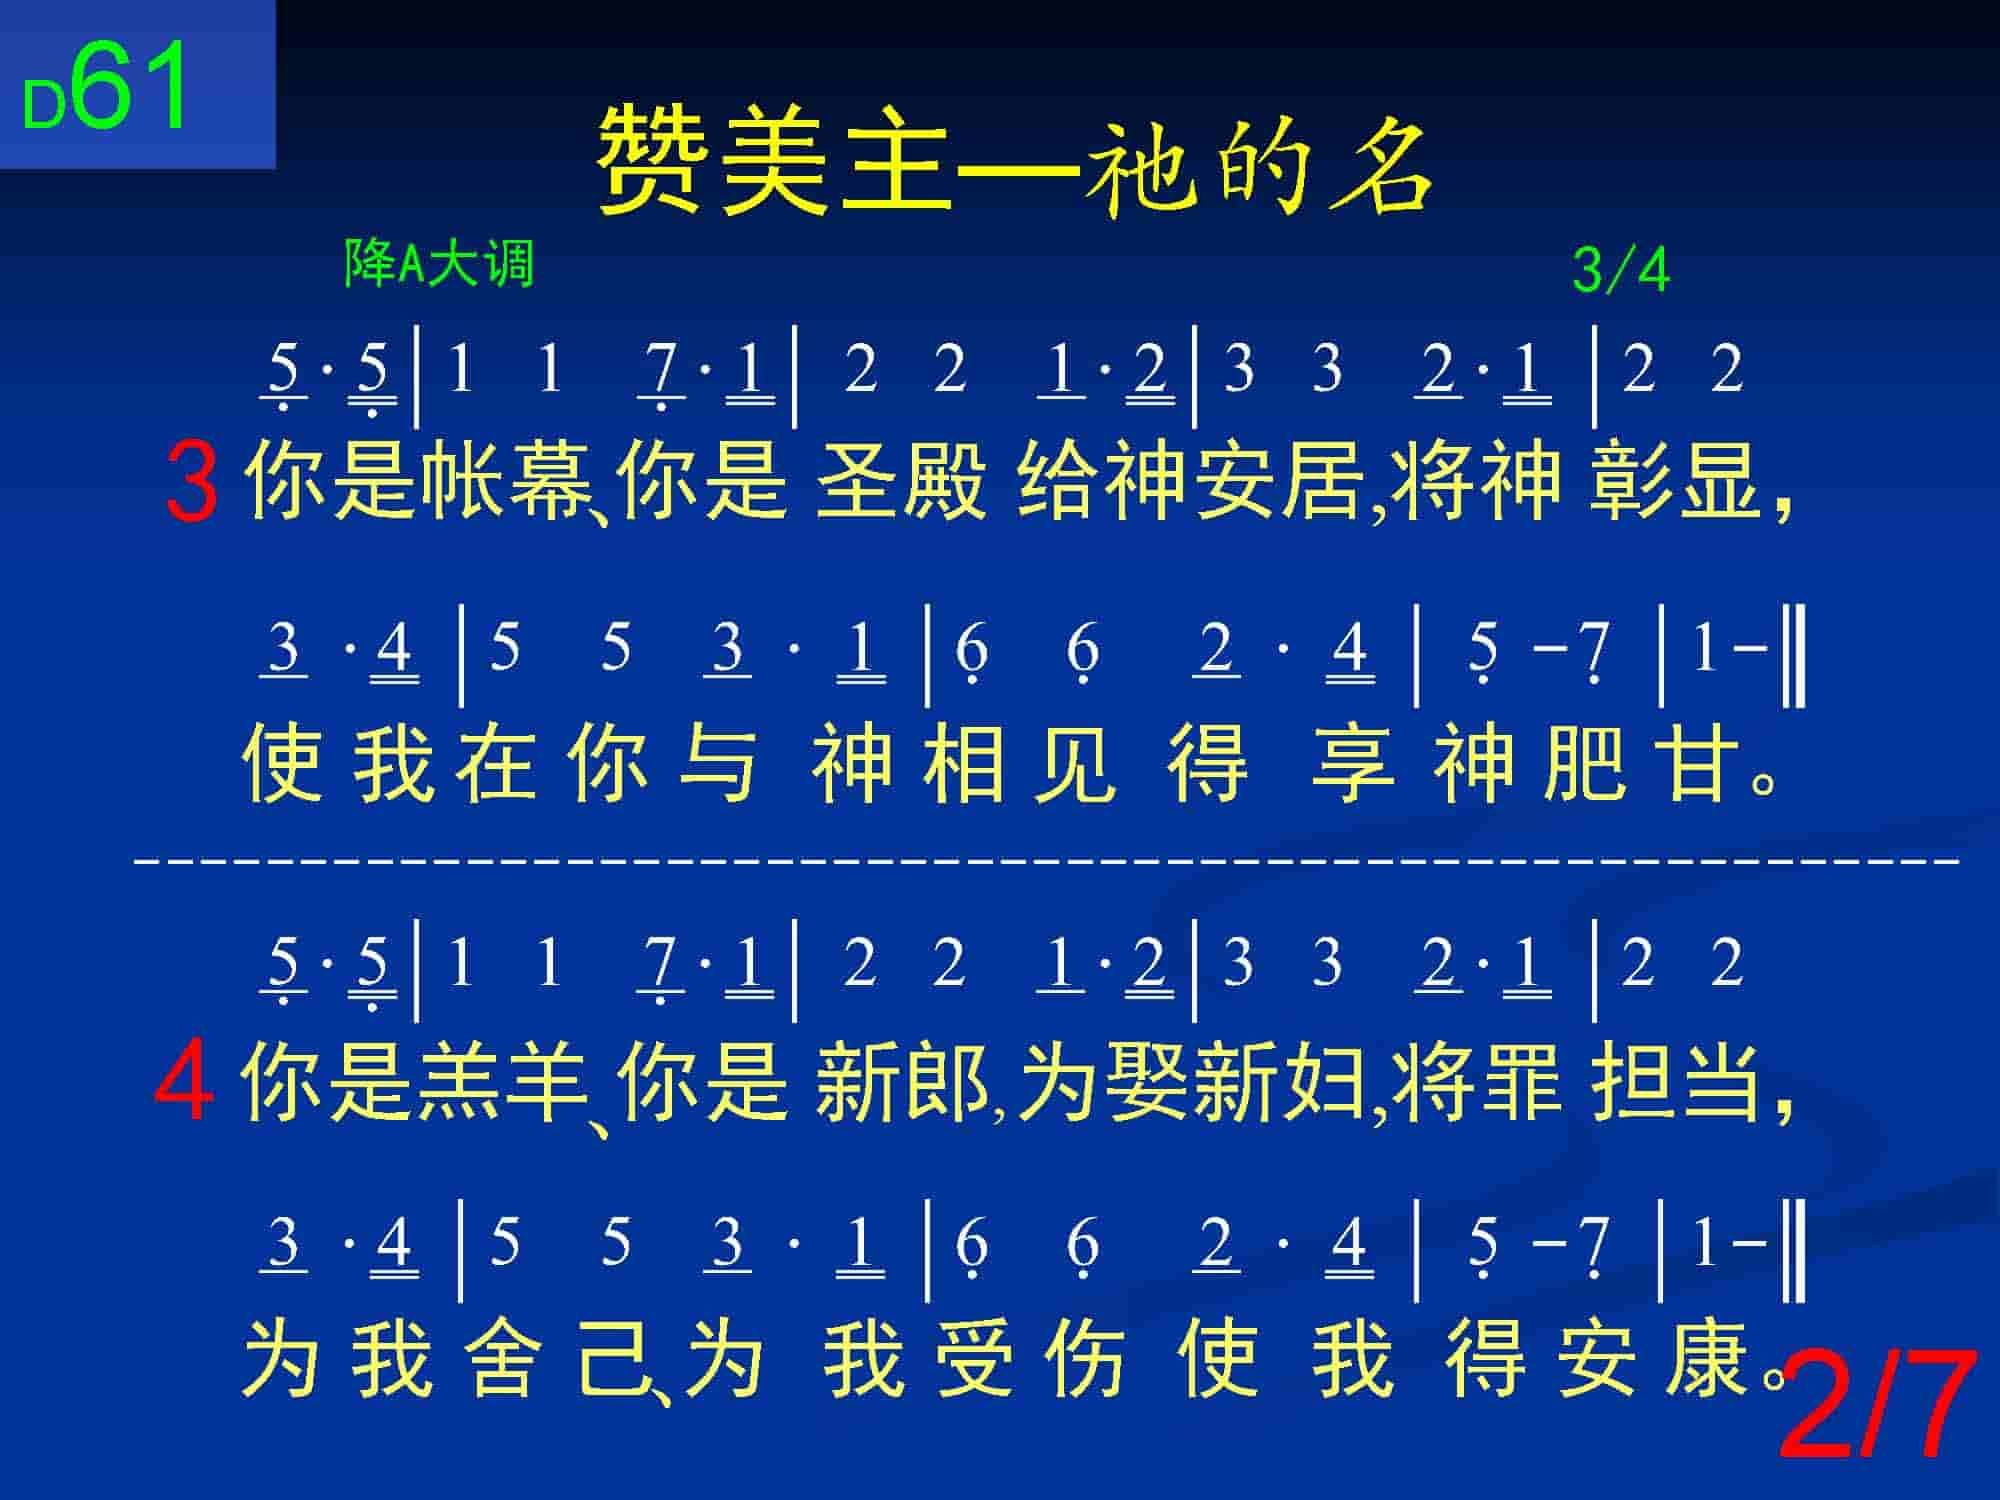 D61
赞美主—祂的名
降A大调 3/4
5 · 5 | 1 1 7 · 1 | 2 2 1 · 2 | 3 3 2 · 1 | 2 2
3 你是帐幕、你是 圣殿 给神安居,将神 彰显，
3 · 4 | 5 5 3 · 1 | 6 6 2 · 4 | 5 - 7 | 1 - ‖
使 我 在 你 与 神 相 见 得 享 神 肥 甘。
5 · 5 | 1 1 7 · 1 | 2 2 1 · 2 | 3 3 2 · 1 | 2 2
4 你是羔羊、你是 新郎,为娶新妇,将罪 担当，
3 · 4 | 5 5 3 · 1 | 6 6 2 · 4 | 5 - 7 | 1 - ‖
为 我 舍 己、为 我 受 伤 使 我 得 安 康。
2/7